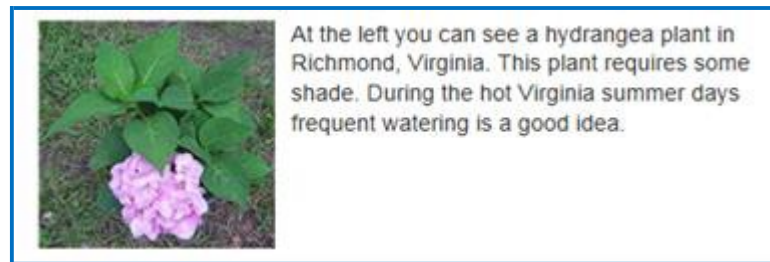 At the left you can see a hydrangea plant in
Richmond, Virginia. This plant requires some
shade. During the hot Virginia summer days
frequent watering is a good idea.